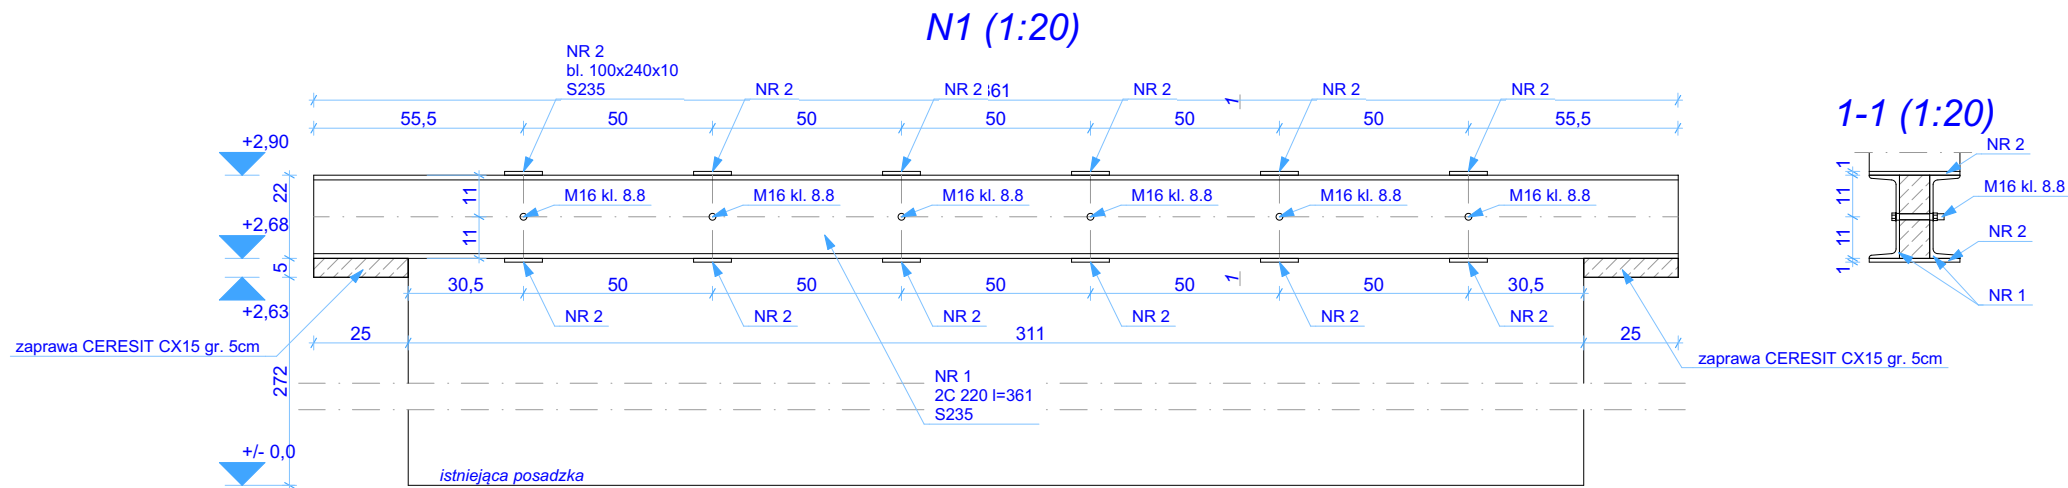 N1 (1:20)
NR 2
bl. 100x240x10
S235
NR 2
NR 2
NR 2
NR 2
NR 2
61
1
55,5
50
50
50
50
50
55,5
1-1 (1:20)
+2,90
22
+2,68
5
+2,63
272
+/- 0,0
11
11
M16 kl. 8.8
M16 kl. 8.8
M16 kl. 8.8
M16 kl. 8.8
M16 kl. 8.8
M16 kl. 8.8
1
30,5
50
50
50
50
50
30,5
NR 2
NR 2
NR 2
NR 2
NR 2
NR 2
25
311
25
zaprawa CERESIT CX15 gr. 5cm
zaprawa CERESIT CX15 gr. 5cm
NR 1
2C 220 l=361
S235
istniejąca posadzka
1
11
11
1
NR 2
M16 kl. 8.8
NR 2
NR 1